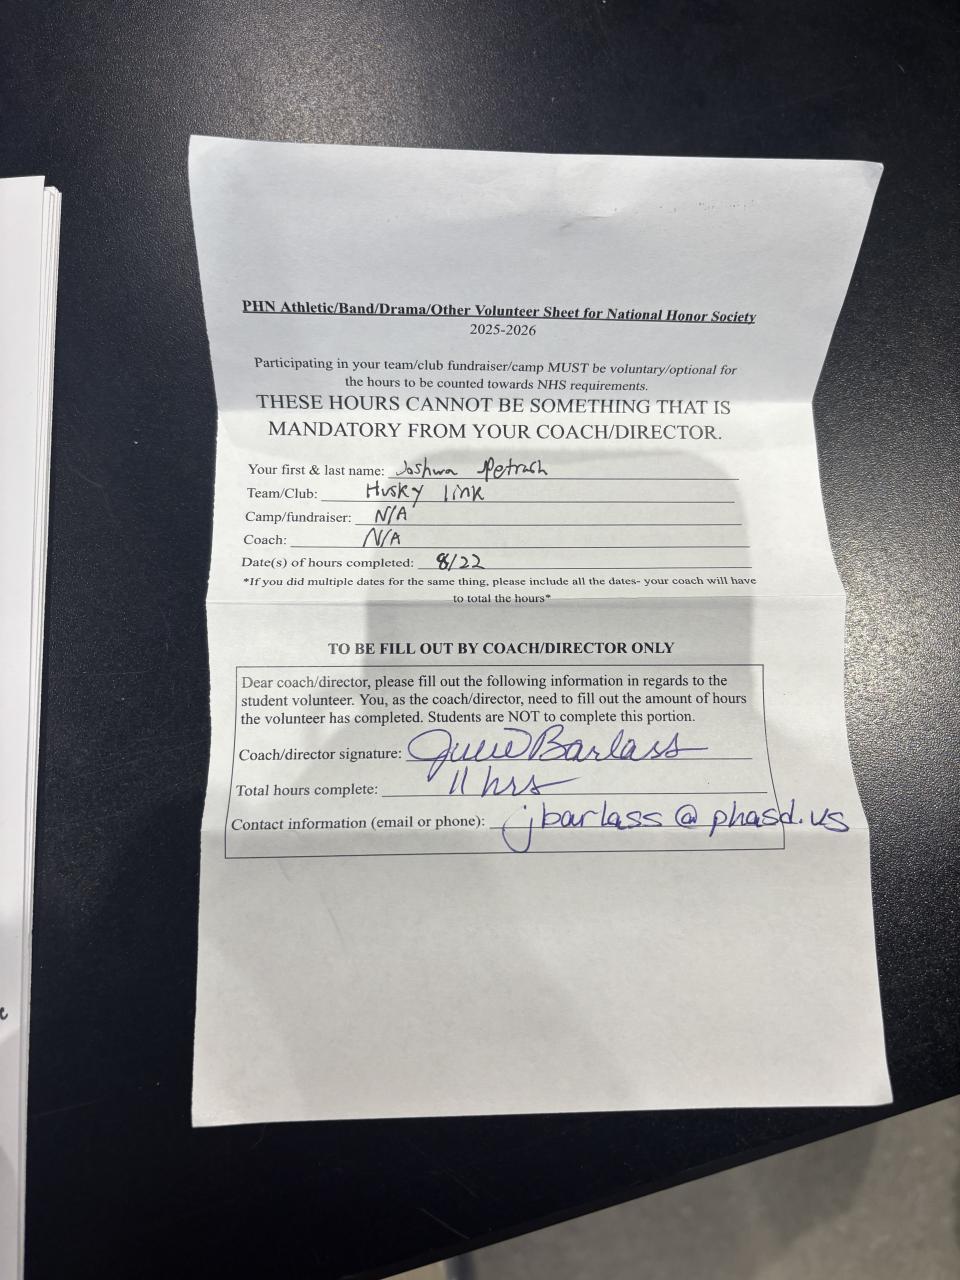 PHN Athletic/Band/Drama/Other Volunteer Sheet for National Honor Society
2025-2026
Participating in your team/club fundraiser/camp MUST be voluntary/optional for
the hours to be counted towards NHS requirements.
THESE HOURS CANNOT BE SOMETHING THAT IS
MANDATORY FROM YOUR COACH/DIRECTOR.
Your first & last name: Joshua Petrash
Team/Club: Husky link
Camp/fundraiser: N/A
Coach: N/A
Date(s) of hours completed: 8/22
*If you did multiple dates for the same thing, please include all the dates- your coach will have
to total the hours*
TO BE FILL OUT BY COACH/DIRECTOR ONLY
Dear coach/director, please fill out the following information in regards to the
student volunteer. You, as the coach/director, need to fill out the amount of hours
the volunteer has completed. Students are NOT to complete this portion.
Coach/director signature: Julie Barlass
Total hours complete: 11 hrs
Contact information (email or phone): jbarlass@phasd.us